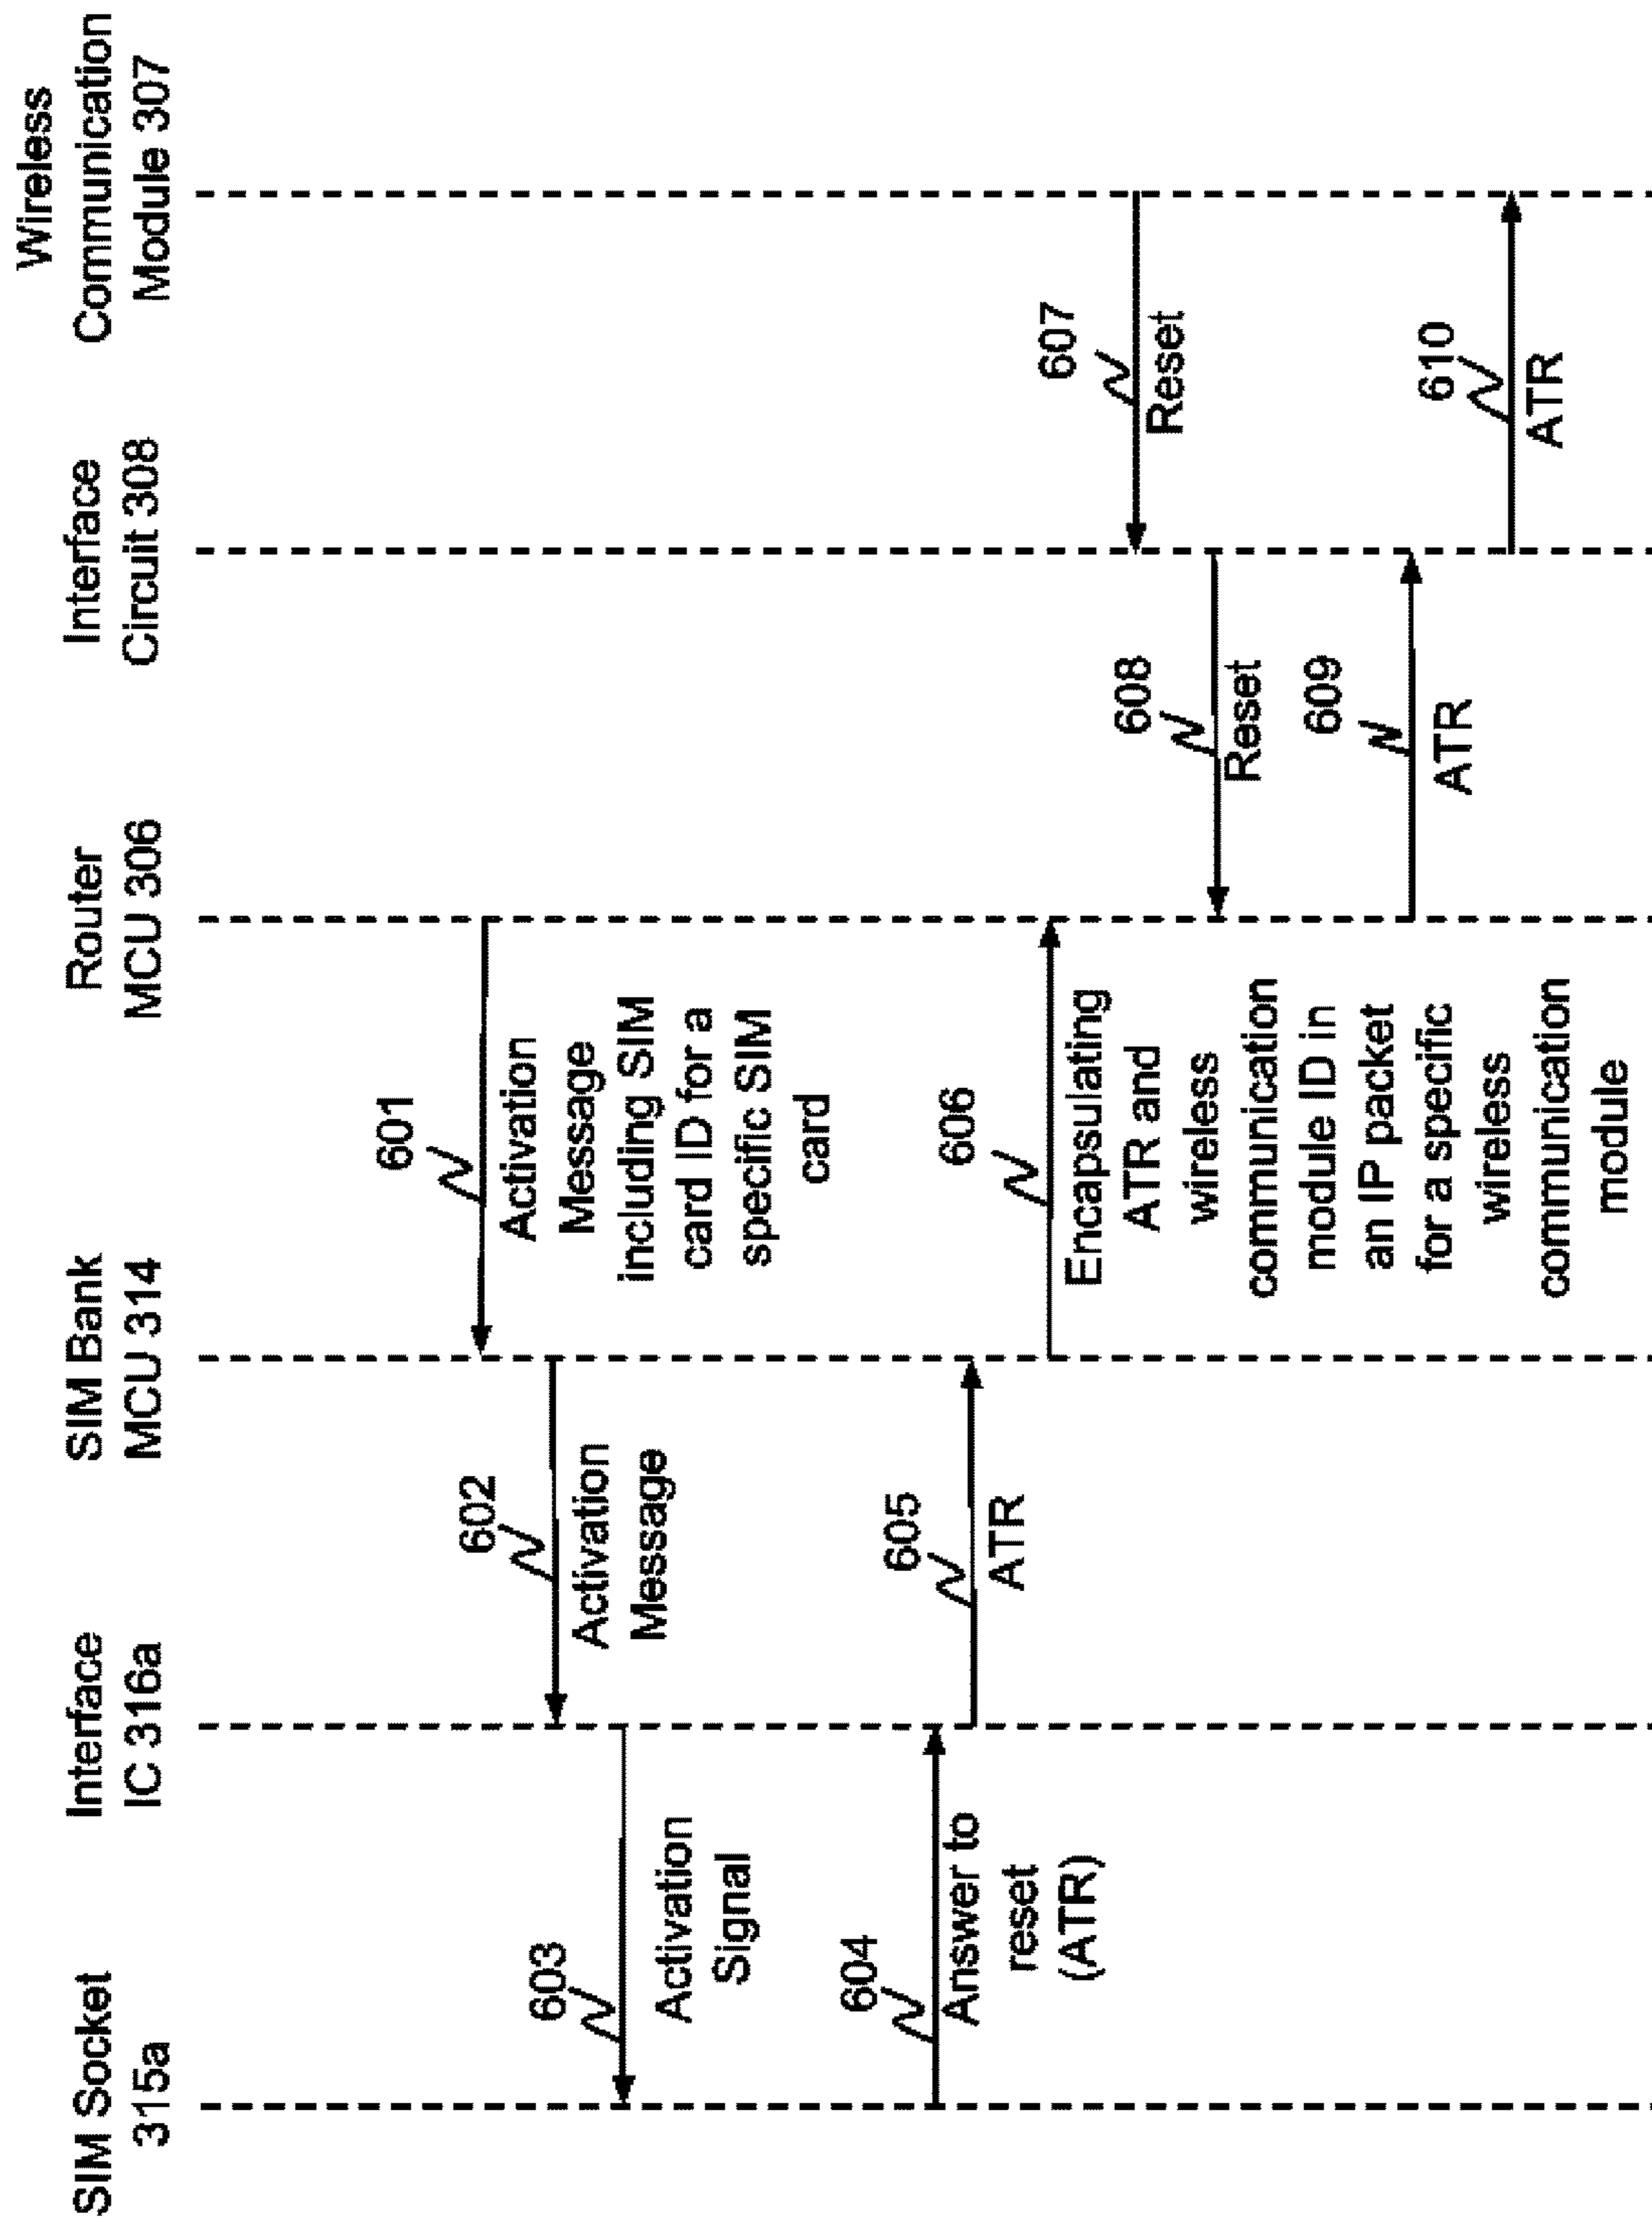 SIM Socket
315a
Interface
IC 316a
SIM Bank
MCU 314
Router
MCU 306
Interface
Circuit 308
Wireless
Communication
Module 307
601
Activation
Message
including SIM
card ID for a
specific SIM
card
602
Activation
Message
603
Activation
Signal
604
Answer to
reset
(ATR)
605
ATR
606
Encapsulating
ATR and
wireless
communication
module ID in
an IP packet
for a specific
wireless
communication
module
607
Reset
608
Reset
609
ATR
610
ATR